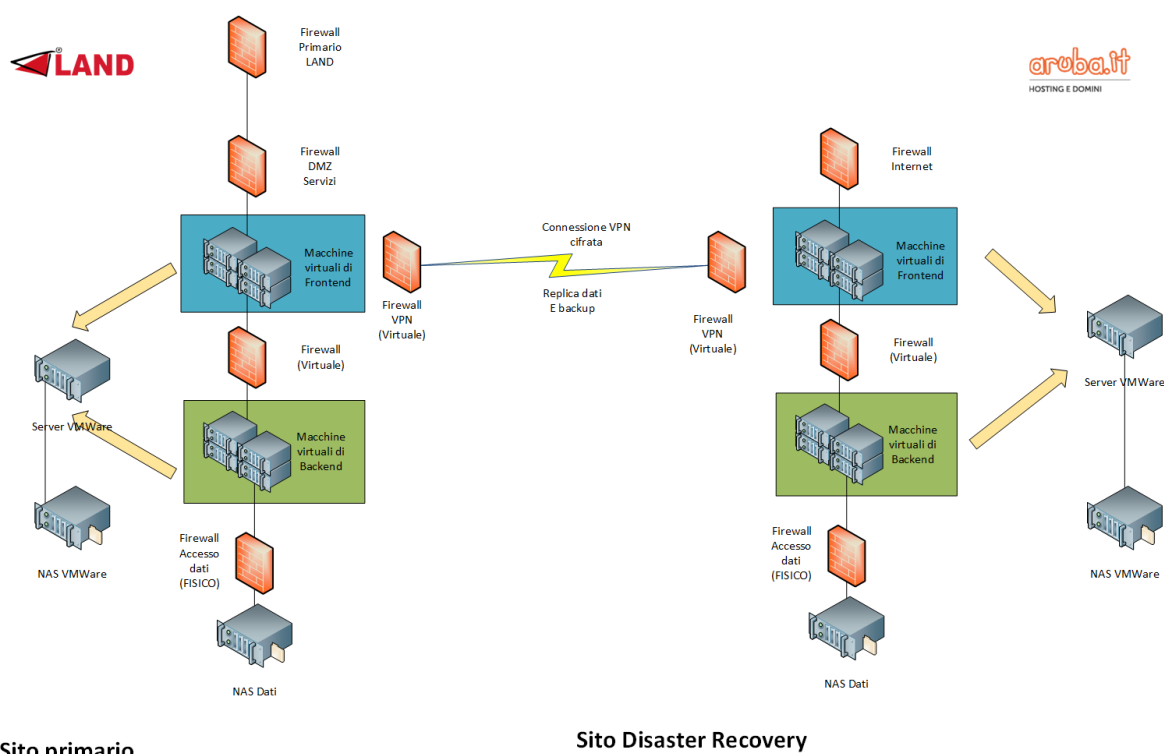 Firewall
Primario
LAND
LAND
aruba.it
HOSTING E DOMINI
Firewall
DMZ
Servizi
Firewall
Internet
Macchine
virtuali di
Frontend
Firewall
VPN
(Virtuale)
Connessione VPN
cifrata
Replica dati
E backup
Firewall
VPN
(Virtuale)
Macchine
virtuali di
Frontend
Firewall
(Virtuale)
Firewall
(Virtuale)
Server VMWare
Server VMWare
Macchine
virtuali di
Backend
Macchine
virtuali di
Backend
Firewall
Accesso
dati
(FISICO)
Firewall
Accesso
dati
(FISICO)
NAS VMWare
NAS VMWare
NAS Dati
NAS Dati
Sito primario
Sito Disaster Recovery